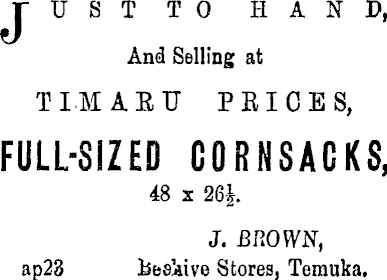 JUST TO HAND,
And Selling at
TIMARU PRICES,
FULL-SIZED CORNSACKS,
48 x 26½.
J. BROWN,
ap23 Beehive Stores, Temuka.